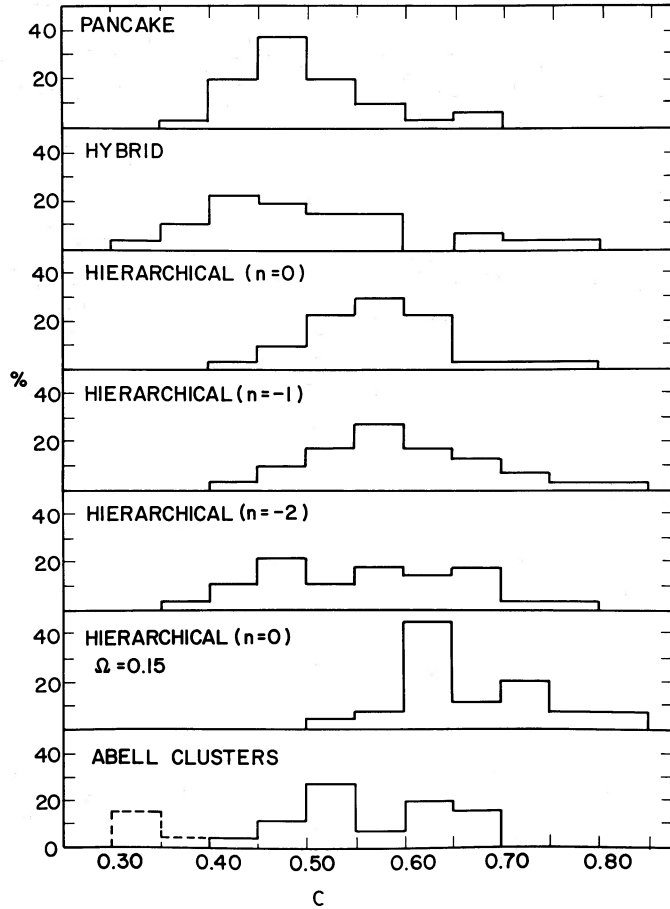 40
PANCAKE
20
40
HYBRID
20
40
HIERARCHICAL (n=0)
20
%
40
HIERARCHICAL (n=-1)
20
40
HIERARCHICAL (n=-2)
20
40
HIERARCHICAL (n=0)
Ω=0.15
20
40
ABELL CLUSTERS
20
0
0.30 0.40 0.50 0.60 0.70 0.80
C